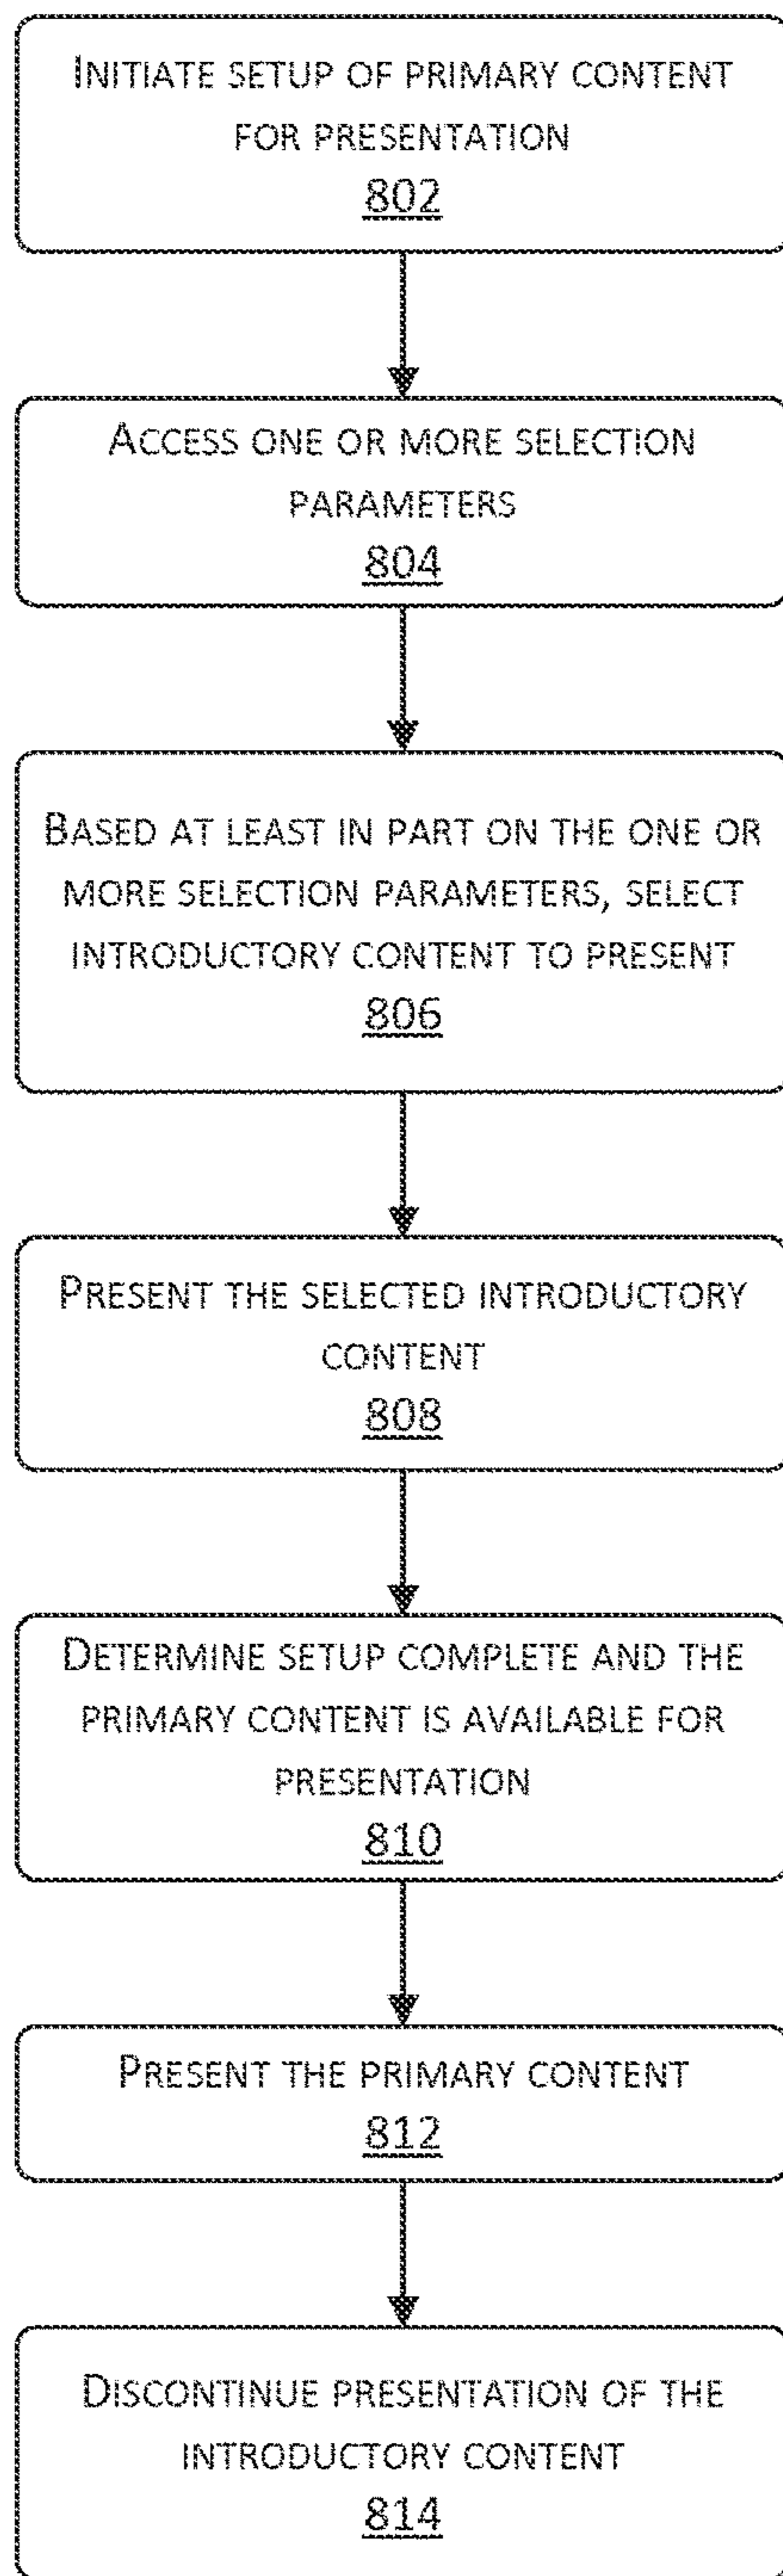 INITIATE SETUP OF PRIMARY CONTENT
FOR PRESENTATION
802
ACCESS ONE OR MORE SELECTION
PARAMETERS
804
BASED AT LEAST IN PART ON THE ONE OR
MORE SELECTION PARAMETERS, SELECT
INTRODUCTORY CONTENT TO PRESENT
806
PRESENT THE SELECTED INTRODUCTORY
CONTENT
808
DETERMINE SETUP COMPLETE AND THE
PRIMARY CONTENT IS AVAILABLE FOR
PRESENTATION
810
PRESENT THE PRIMARY CONTENT
812
DISCONTINUE PRESENTATION OF THE
INTRODUCTORY CONTENT
814